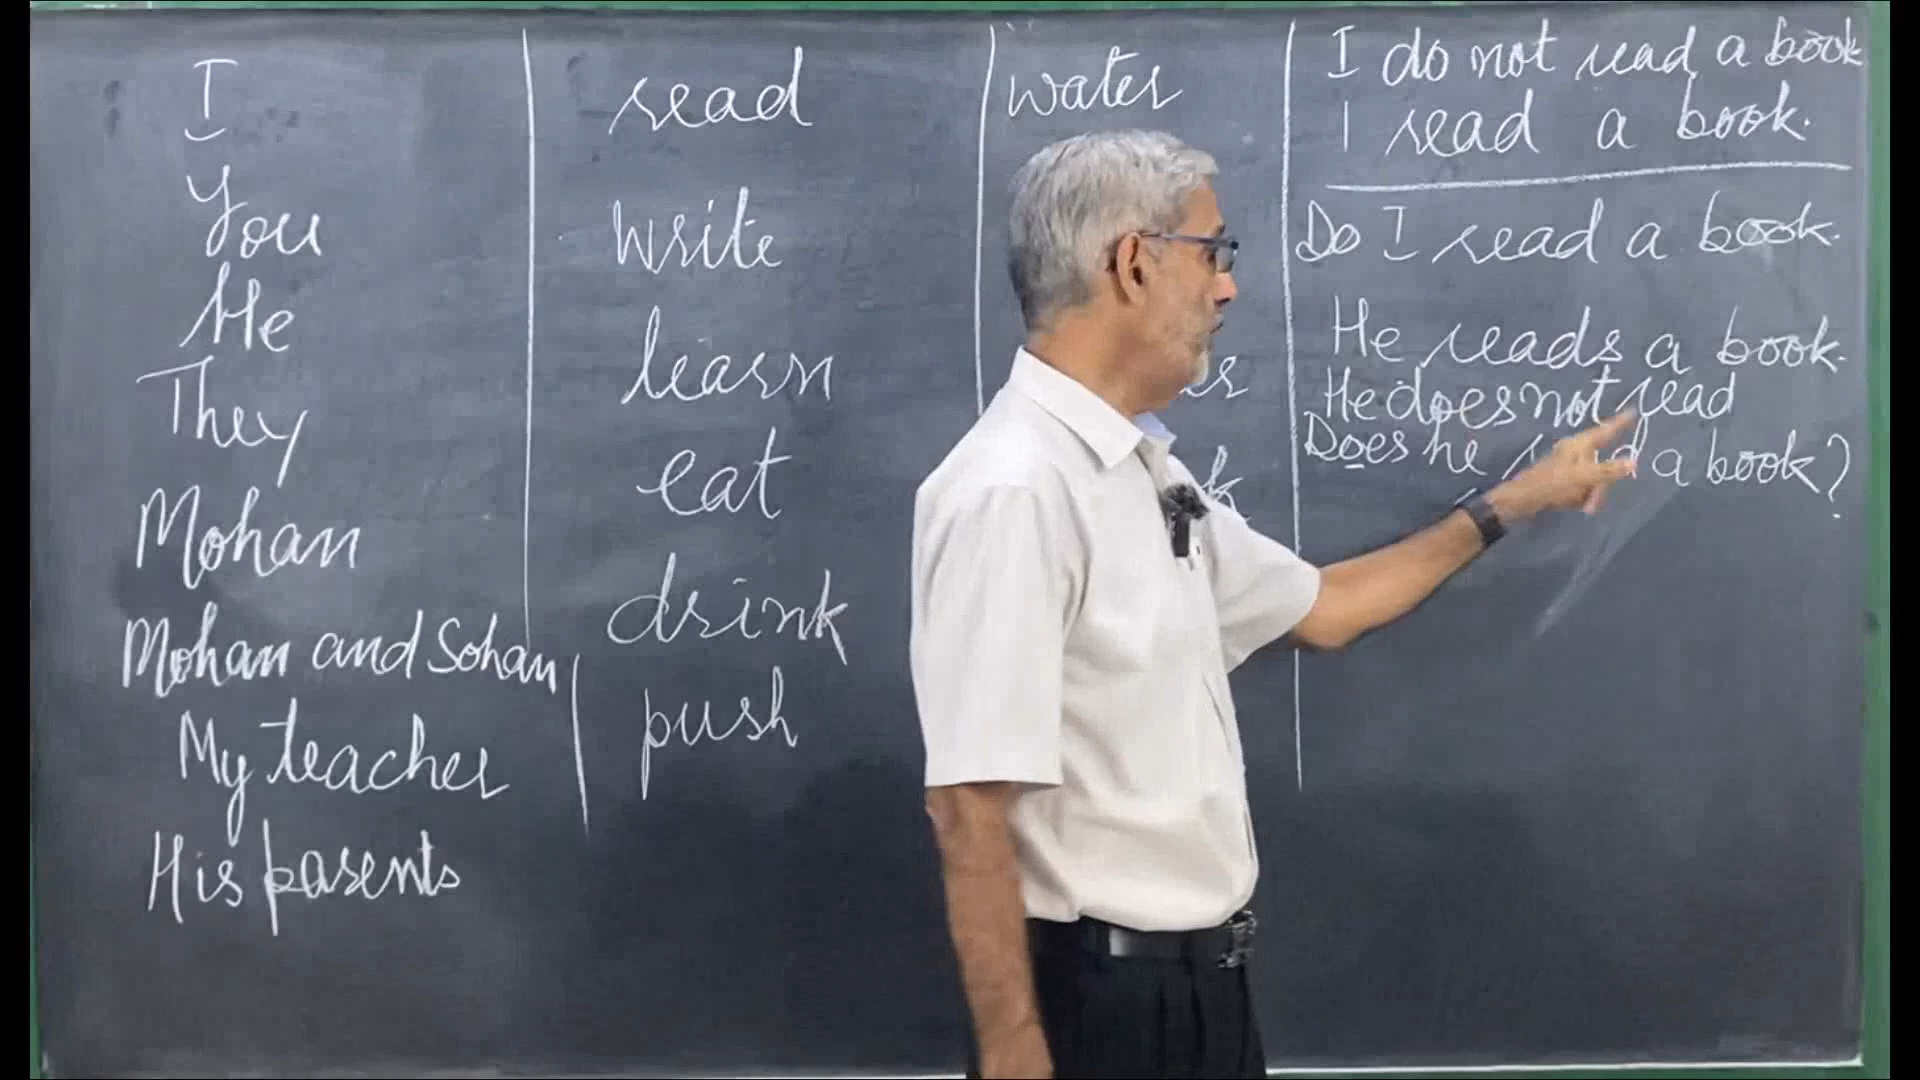 I
You
He
They
Mohan
Mohan and Sohan
My teacher
His parents
read
write
learn
eat
drink
push
water
I do not read a book
I read a book.
Do I read a book.
He reads a book.
He does not read
Does he read a book?